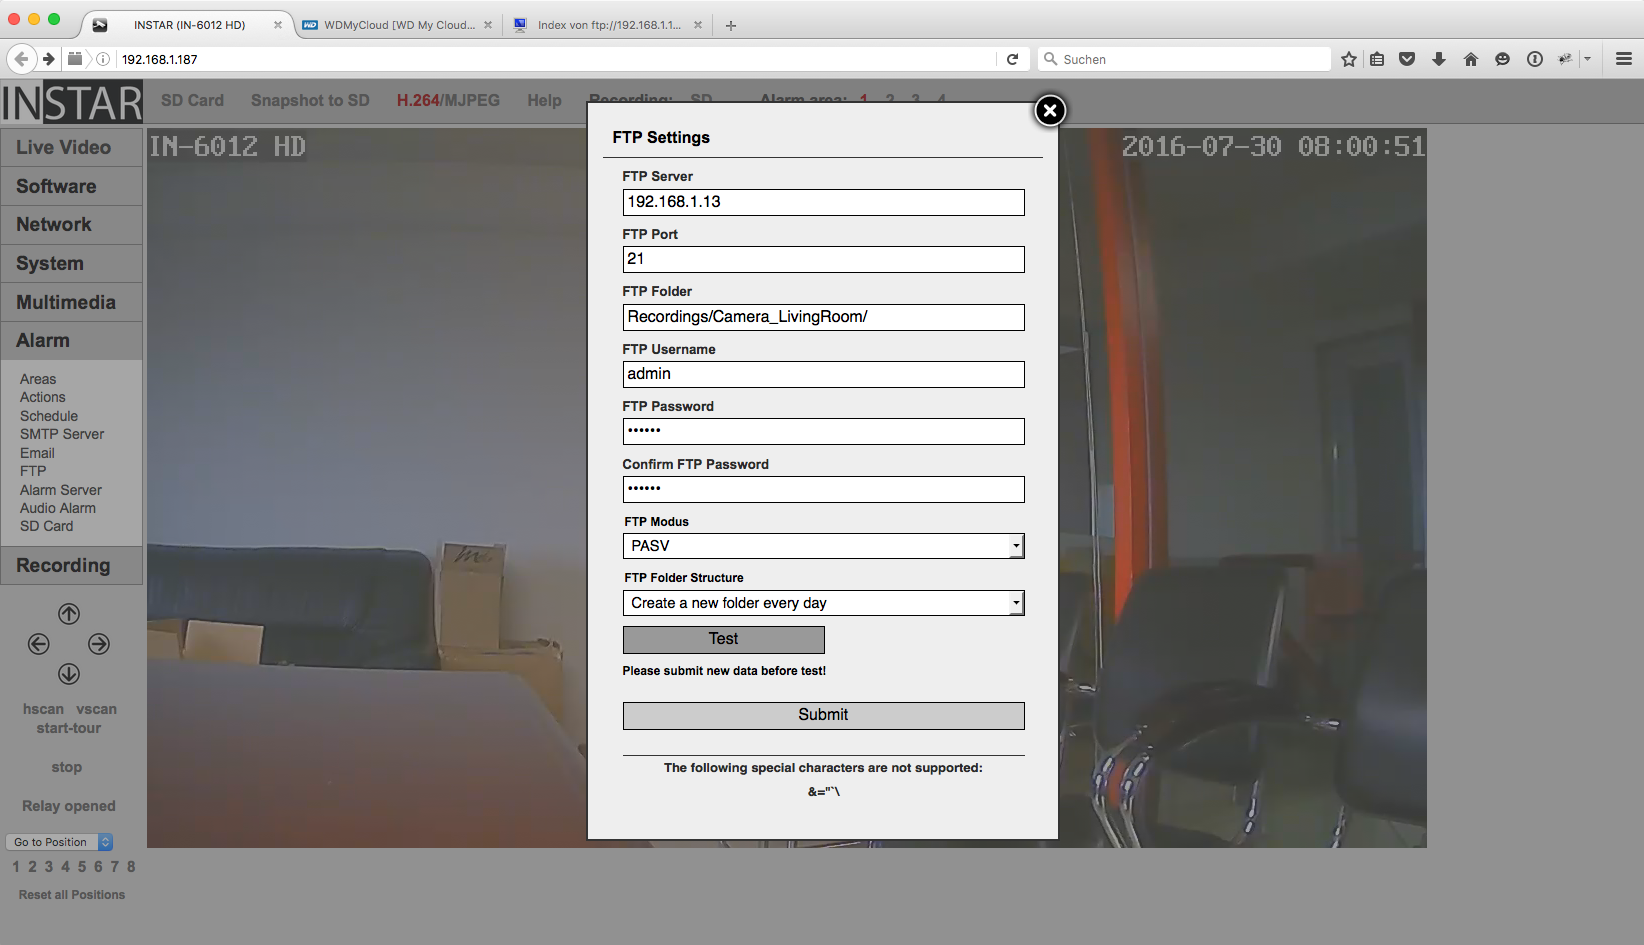 INSTAR (IN-6012 HD)
WDMyCloud [WD My Cloud...
Index von ftp://192.168.1.1...
192.168.1.187
Suchen
INSTAR
SD Card
Snapshot to SD
H.264/MJPEG
Help
Recording:
SD
Alarm area:
1 2 3 4
Live Video
Software
Network
System
Multimedia
Alarm
Areas
Actions
Schedule
SMTP Server
Email
FTP
Alarm Server
Audio Alarm
SD Card
Recording
hscan vscan
start-tour
stop
Relay opened
Go to Position
1 2 3 4 5 6 7 8
Reset all Positions
IN-6012 HD
2016-07-30 08:00:51
FTP Settings
FTP Server
192.168.1.13
FTP Port
21
FTP Folder
Recordings/Camera_LivingRoom/
FTP Username
admin
FTP Password
••••••
Confirm FTP Password
••••••
FTP Modus
PASV
FTP Folder Structure
Create a new folder every day
Test
Please submit new data before test!
Submit
The following special characters are not supported:
&="`\